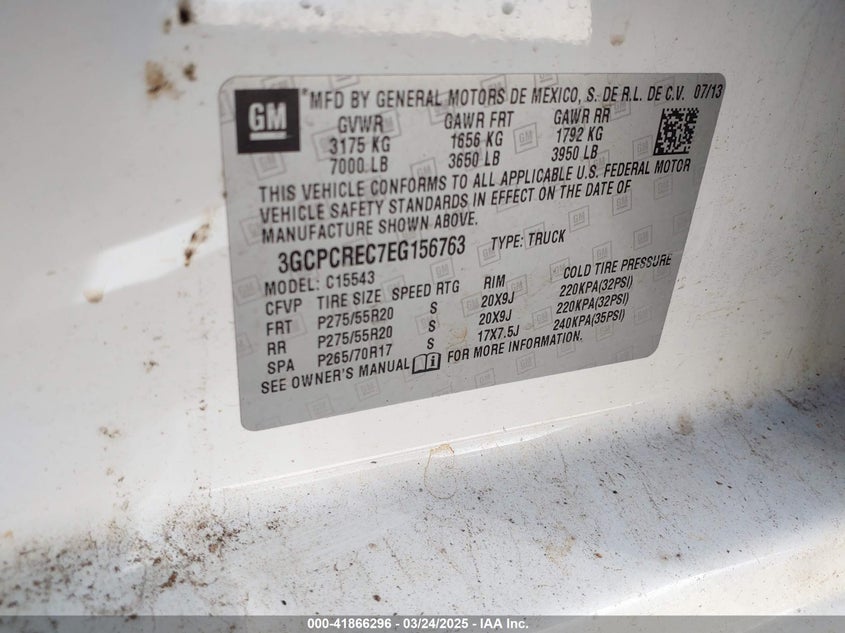 GM
*MFD BY GENERAL MOTORS DE MEXICO, S. DE R.L. DE C.V. 07/13
GVWR GAWR FRT GAWR RR
3175 KG 1656 KG 1792 KG
7000 LB 3650 LB 3950 LB
THIS VEHICLE CONFORMS TO ALL APPLICABLE U.S. FEDERAL MOTOR
VEHICLE SAFETY STANDARDS IN EFFECT ON THE DATE OF
MANUFACTURE SHOWN ABOVE.
3GCPCREC7EG156763 TYPE: TRUCK
MODEL: C15543
CFVP TIRE SIZE SPEED RTG RIM COLD TIRE PRESSURE
FRT P275/55R20 S 20X9J 220KPA(32PSI)
RR P275/55R20 S 20X9J 220KPA(32PSI)
SPA P265/70R17 S 17X7.5J 240KPA(35PSI)
SEE OWNER'S MANUAL FOR MORE INFORMATION.
000-41866296 - 03/24/2025 - IAA Inc.